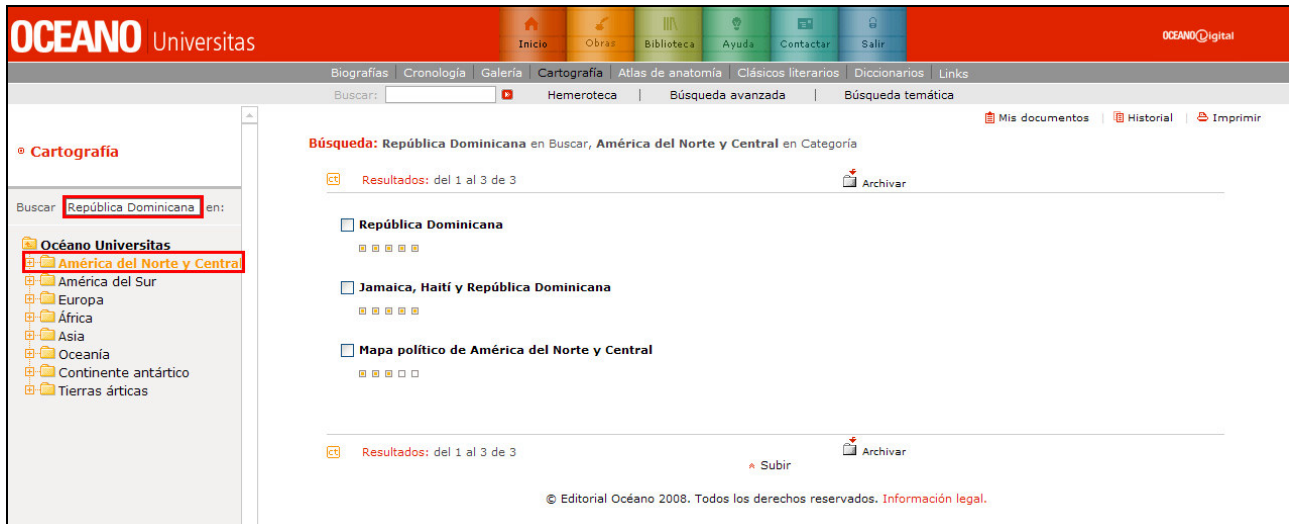 OCEANO Universitas
Inicio Obras Biblioteca Ayuda Contactar Salir
OCEANO Digital
Biografías Cronología Galería Cartografía Atlas de anatomía Clásicos literarios Diccionarios Links
Buscar: Hemeroteca | Búsqueda avanzada | Búsqueda temática
Mis documentos | Historial | Imprimir
Cartografía
Buscar República Dominicana en:
Océano Universitas
América del Norte y Central
América del Sur
Europa
África
Asia
Oceanía
Continente antártico
Tierras árticas
Búsqueda: República Dominicana en Buscar, América del Norte y Central en Categoría
ct Resultados: del 1 al 3 de 3 Archivar
República Dominicana
Jamaica, Haití y República Dominicana
Mapa político de América del Norte y Central
ct Resultados: del 1 al 3 de 3 Archivar
Subir
© Editorial Océano 2008. Todos los derechos reservados. Información legal.